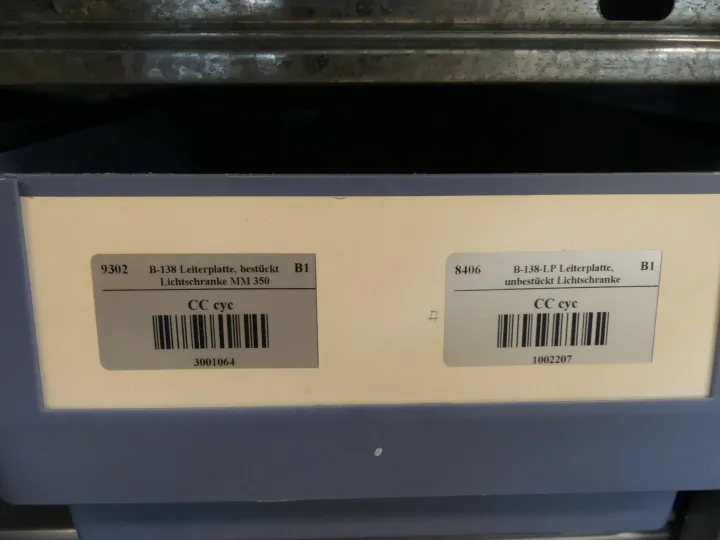 9302 B-138 Leiterplatte, bestückt B1
Lichtschranke MM 350
CC cyc
3001064
#
8406 B-138-LP Leiterplatte, B1
unbestückt Lichtschranke
CC cyc
1002207